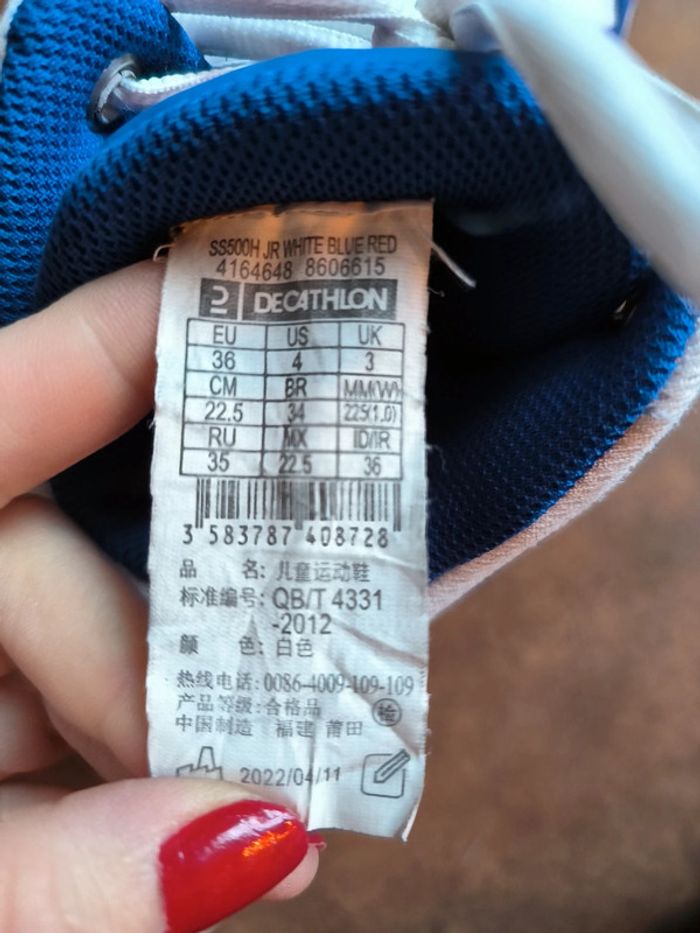 SS500H JR WHITE BLUE RED
4164648 8606615
DECATHLON
EU US UK
36 4 3
CM BR MM(W)
22.5 34 225(1.0)
RU MX ID/IR
35 22.5 36
3 583787 408728
品 名: 儿童运动鞋
标准编号: QB/T 4331
-2012
颜 色: 白色
热线电话: 0086-4009-109-109
产品等级: 合格品
检
中国制造 福建 莆田
2022/04/11